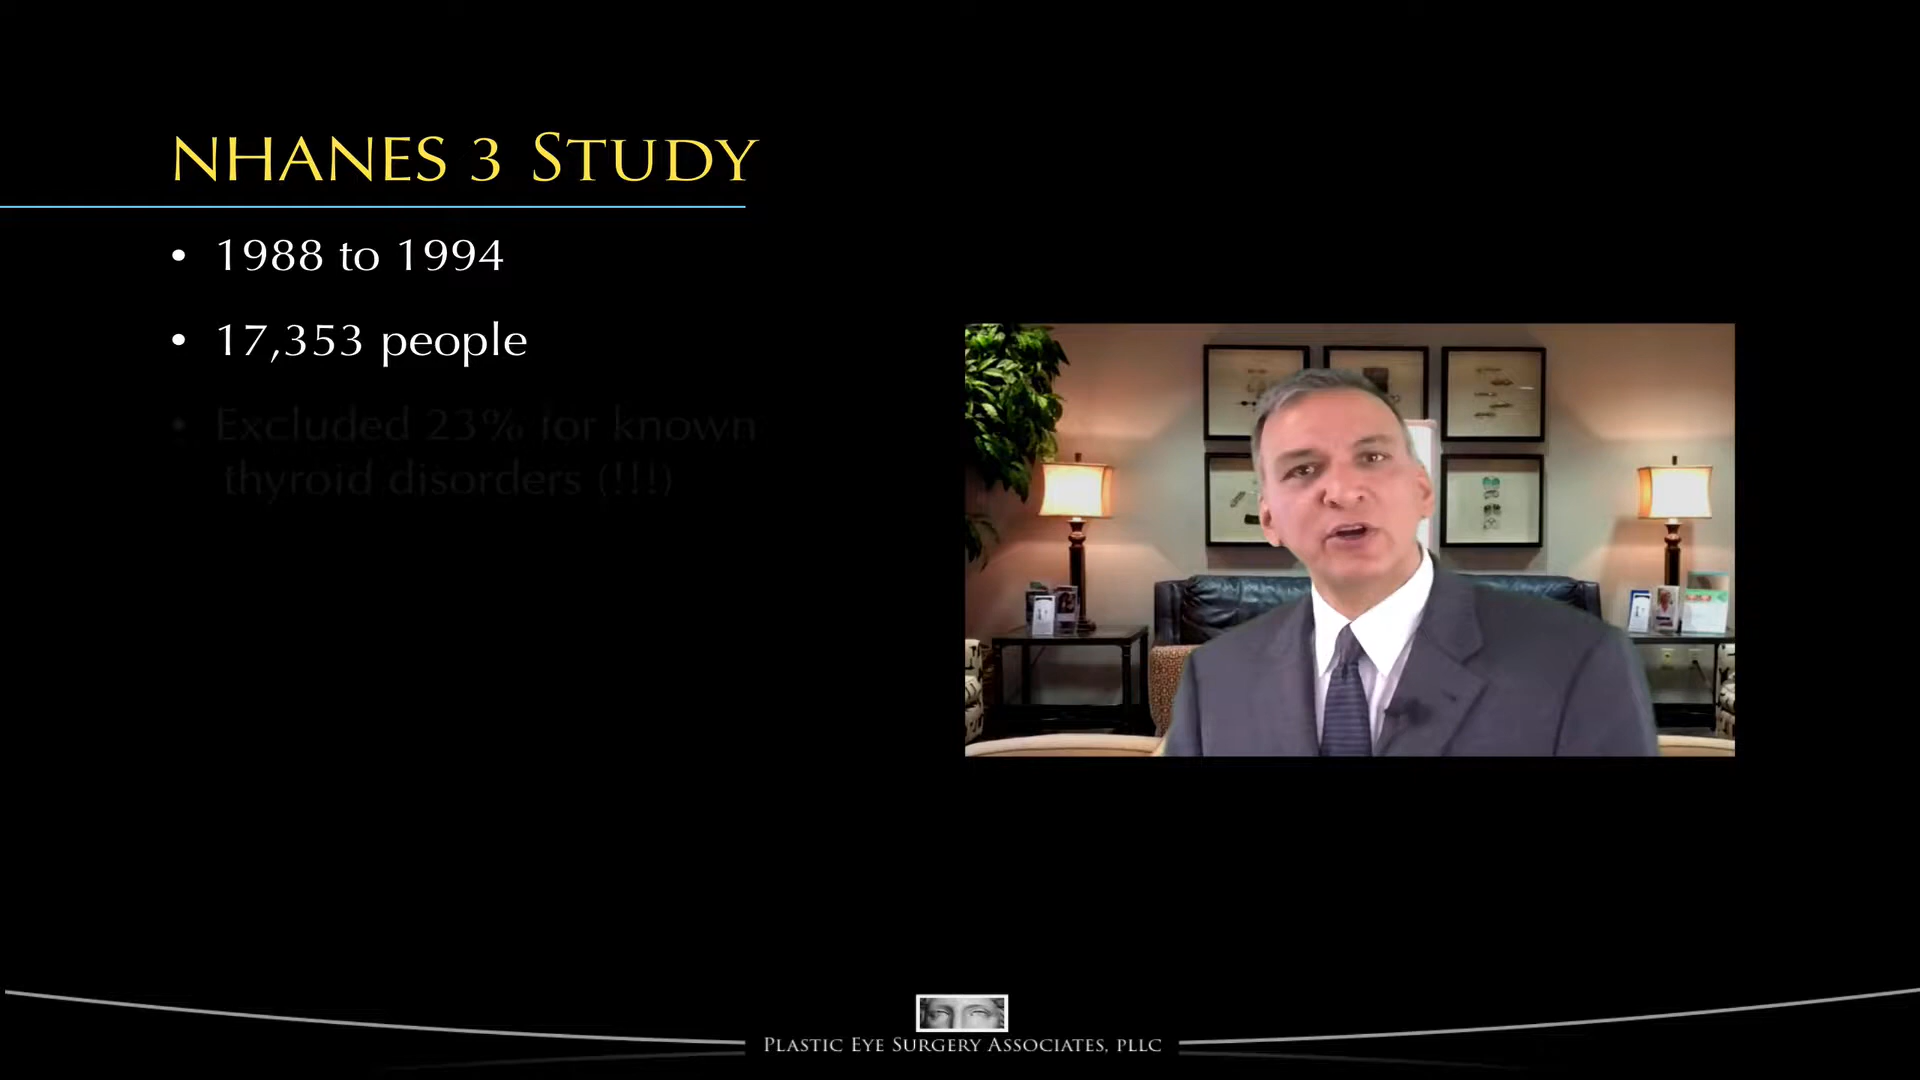 NHANES 3 STUDY
• 1988 to 1994
• 17,353 people
• Excluded 23% for known
thyroid disorders (!!!)
PLASTIC EYE SURGERY ASSOCIATES, PLLC